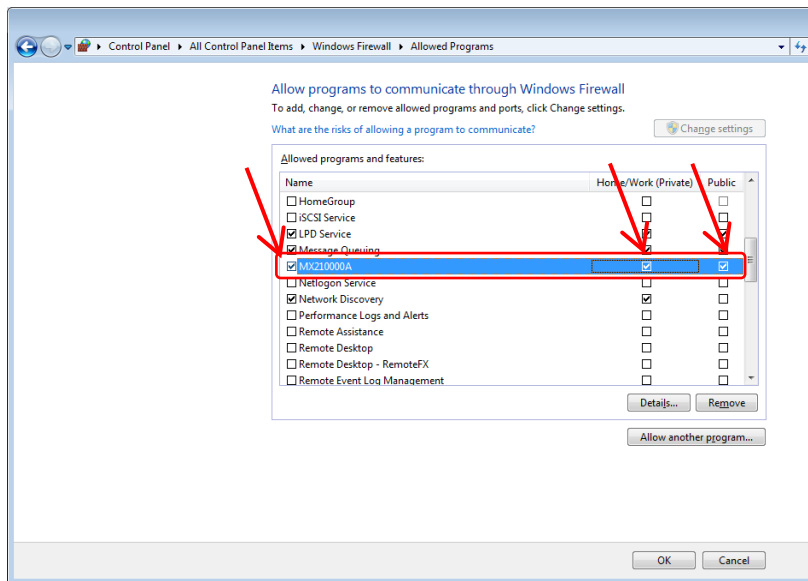 Control Panel ▸ All Control Panel Items ▸ Windows Firewall ▸ Allowed Programs
Allow programs to communicate through Windows Firewall
To add, change, or remove allowed programs and ports, click Change settings.
What are the risks of allowing a program to communicate?
Change settings
Allowed programs and features:
Name Home/Work (Private) Public
HomeGroup
iSCSI Service
LPD Service
Message Queuing
MX210000A
Netlogon Service
Network Discovery
Performance Logs and Alerts
Remote Assistance
Remote Desktop
Remote Desktop - RemoteFX
Remote Event Log Management
Details... Remove
Allow another program...
OK Cancel